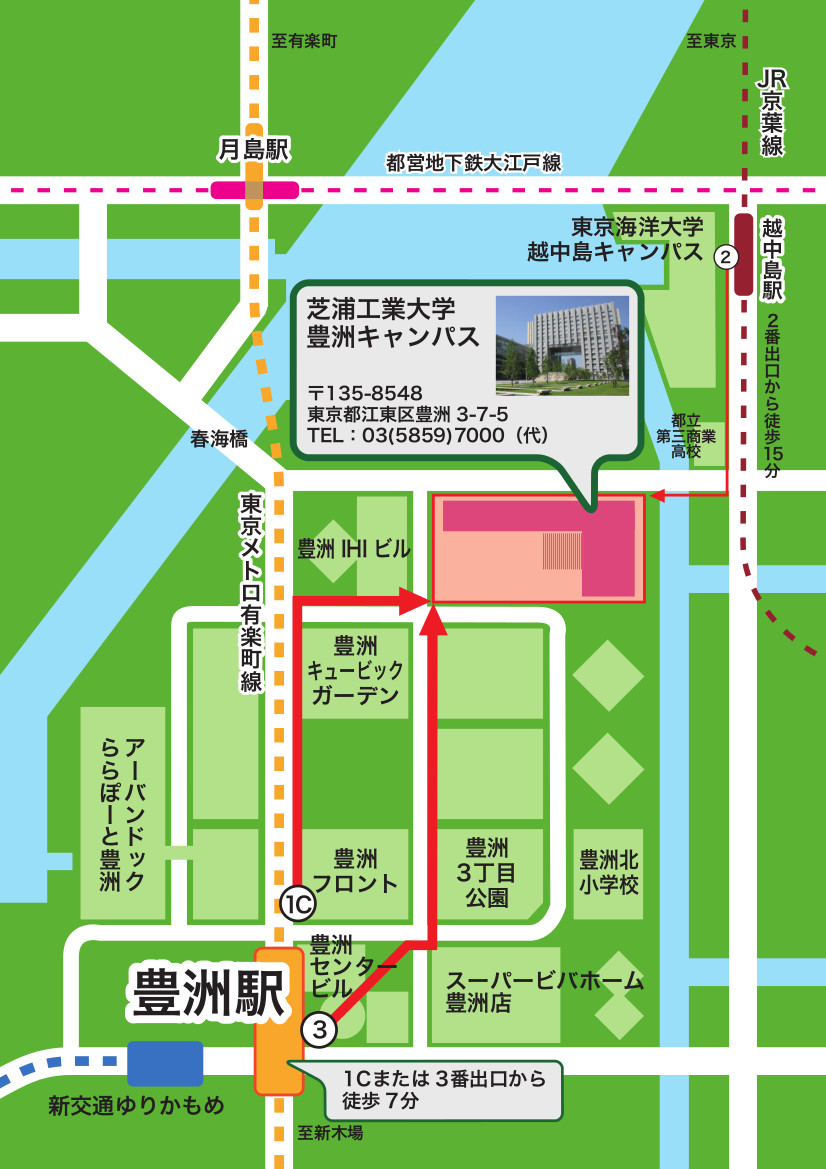 至有楽町
至東京
JR京葉線
月島駅
都営地下鉄大江戸線
東京海洋大学
越中島キャンパス
2
越中島駅
2番出口から徒歩15分
芝浦工業大学
豊洲キャンパス
〒135-8548
東京都江東区豊洲 3-7-5
TEL：03(5859)7000（代）
春海橋
都立
第三商業
高校
東京メトロ有楽町線
豊洲 IHI ビル
豊洲
キュービック
ガーデン
アーバンドック
ららぽーと豊洲
豊洲
フロント
豊洲
3丁目
公園
豊洲北
小学校
1C
豊洲
センター
ビル
スーパービバホーム
豊洲店
豊洲駅
3
1Cまたは 3番出口から
徒歩 7分
新交通ゆりかもめ
至新木場